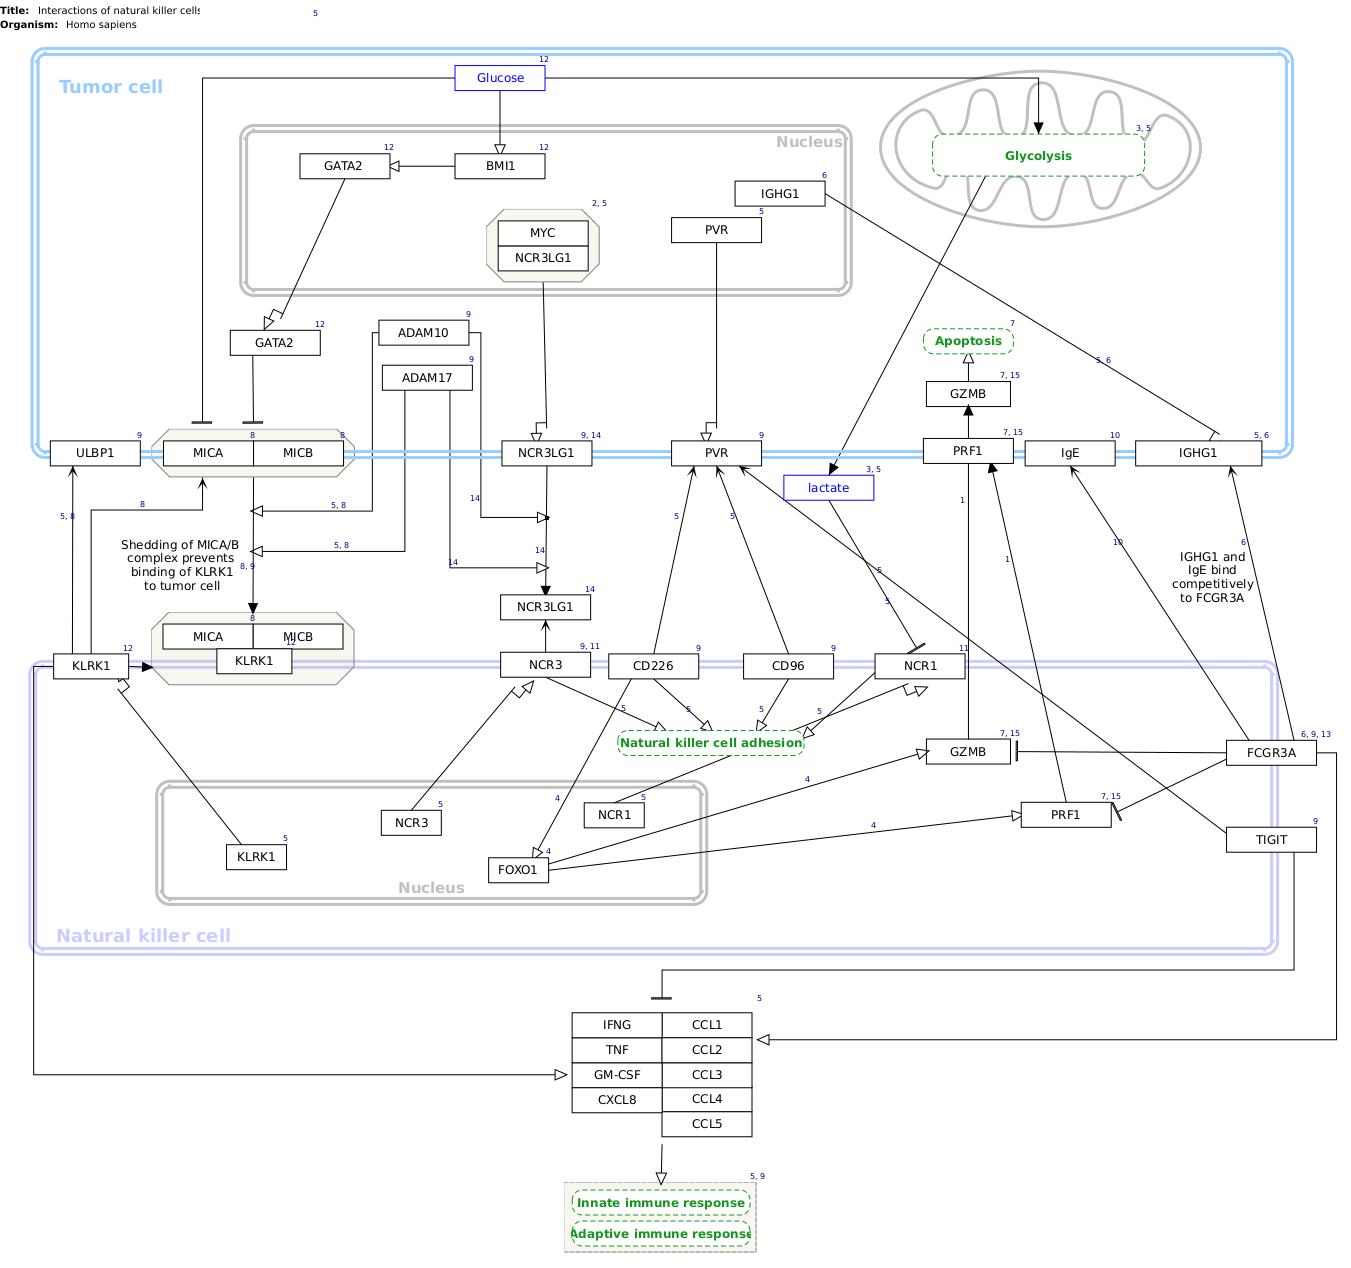 Title: Interactions of natural killer cells
5
Organism: Homo sapiens
Tumor cell
12
Glucose
3, 5
Glycolysis
Nucleus
12
GATA2
12
BMI1
6
IGHG1
5
PVR
2, 5
MYC
NCR3LG1
12
GATA2
9
ADAM10
9
ADAM17
7
Apoptosis
5, 6
7, 15
GZMB
9
ULBP1
8
MICA
8
MICB
9, 14
NCR3LG1
9
PVR
7, 15
PRF1
10
IgE
5, 6
IGHG1
3, 5
lactate
5, 8
8
5, 8
5, 8
14
14
14
5
5
1
1
5
5
10
6
Shedding of MICA/B
complex prevents
binding of KLRK1
to tumor cell
8, 9
IGHG1 and
IgE bind
competitively
to FCGR3A
14
NCR3LG1
8
MICA
MICB
12
KLRK1
12
KLRK1
9, 11
NCR3
9
CD226
9
CD96
11
NCR1
5
5
5
5
Natural killer cell adhesion
7, 15
GZMB
6, 9, 13
FCGR3A
4
4
4
7, 15
PRF1
9
TIGIT
5
NCR3
5
NCR1
5
KLRK1
4
FOXO1
Nucleus
Natural killer cell
5
IFNG
CCL1
TNF
CCL2
GM-CSF
CCL3
CXCL8
CCL4
CCL5
5, 9
Innate immune response
Adaptive immune response